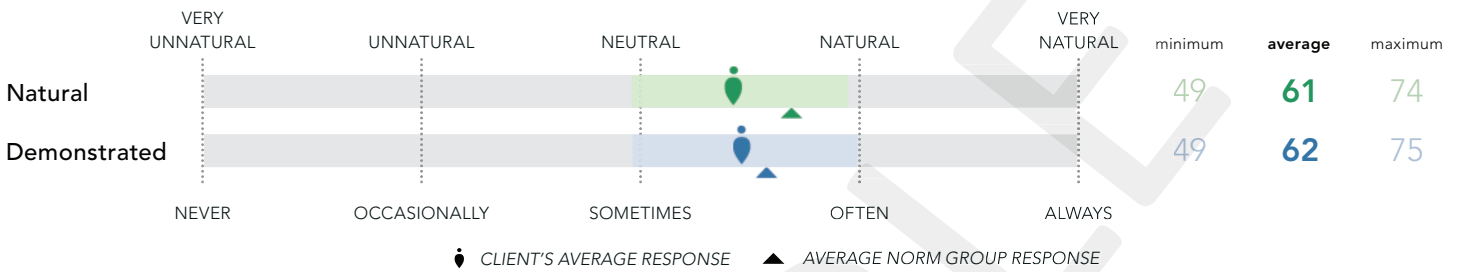 VERY UNNATURAL UNNATURAL NEUTRAL NATURAL VERY NATURAL minimum average maximum
Natural 49 61 74
Demonstrated 49 62 75
NEVER OCCASIONALLY SOMETIMES OFTEN ALWAYS
CLIENT'S AVERAGE RESPONSE AVERAGE NORM GROUP RESPONSE